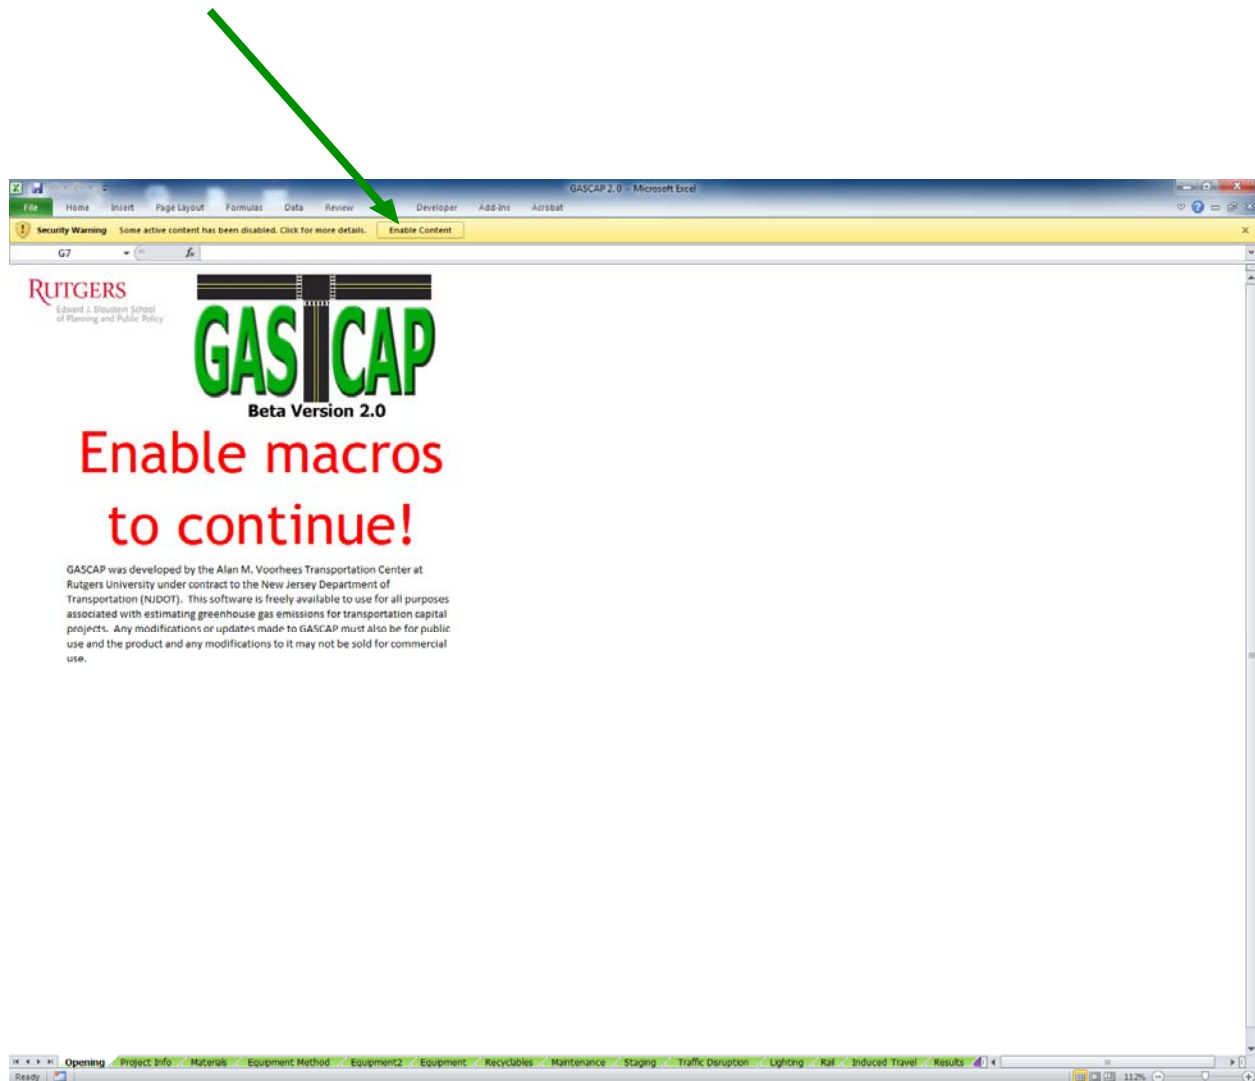 GASCAP 2.0 - Microsoft Excel
File Home Insert Page Layout Formulas Data Review Developer Add-Ins Acrobat
Security Warning Some active content has been disabled. Click for more details. Enable Content
G7 fx
RUTGERS
Edward J. Bloustein School
of Planning and Public Policy
GAS CAP
Beta Version 2.0
Enable macros
to continue!
GASCAP was developed by the Alan M. Voorhees Transportation Center at
Rutgers University under contract to the New Jersey Department of
Transportation (NJDOT). This software is freely available to use for all purposes
associated with estimating greenhouse gas emissions for transportation capital
projects. Any modifications or updates made to GASCAP must also be for public
use and the product and any modifications to it may not be sold for commercial
use.
Opening Project Info Materials Equipment Method Equipment2 Equipment Recyclables Maintenance Staging Traffic Disruption Lighting Rail Induced Travel Results
Ready 112%